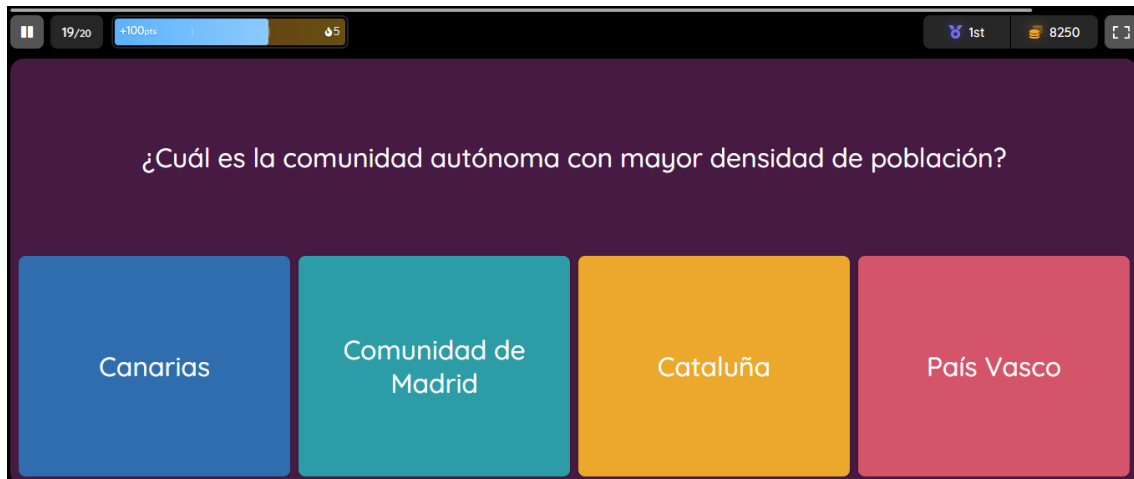 19/20
+100pts
5
1st
8250
¿Cuál es la comunidad autónoma con mayor densidad de población?
Canarias
Comunidad de
Madrid
Cataluña
País Vasco